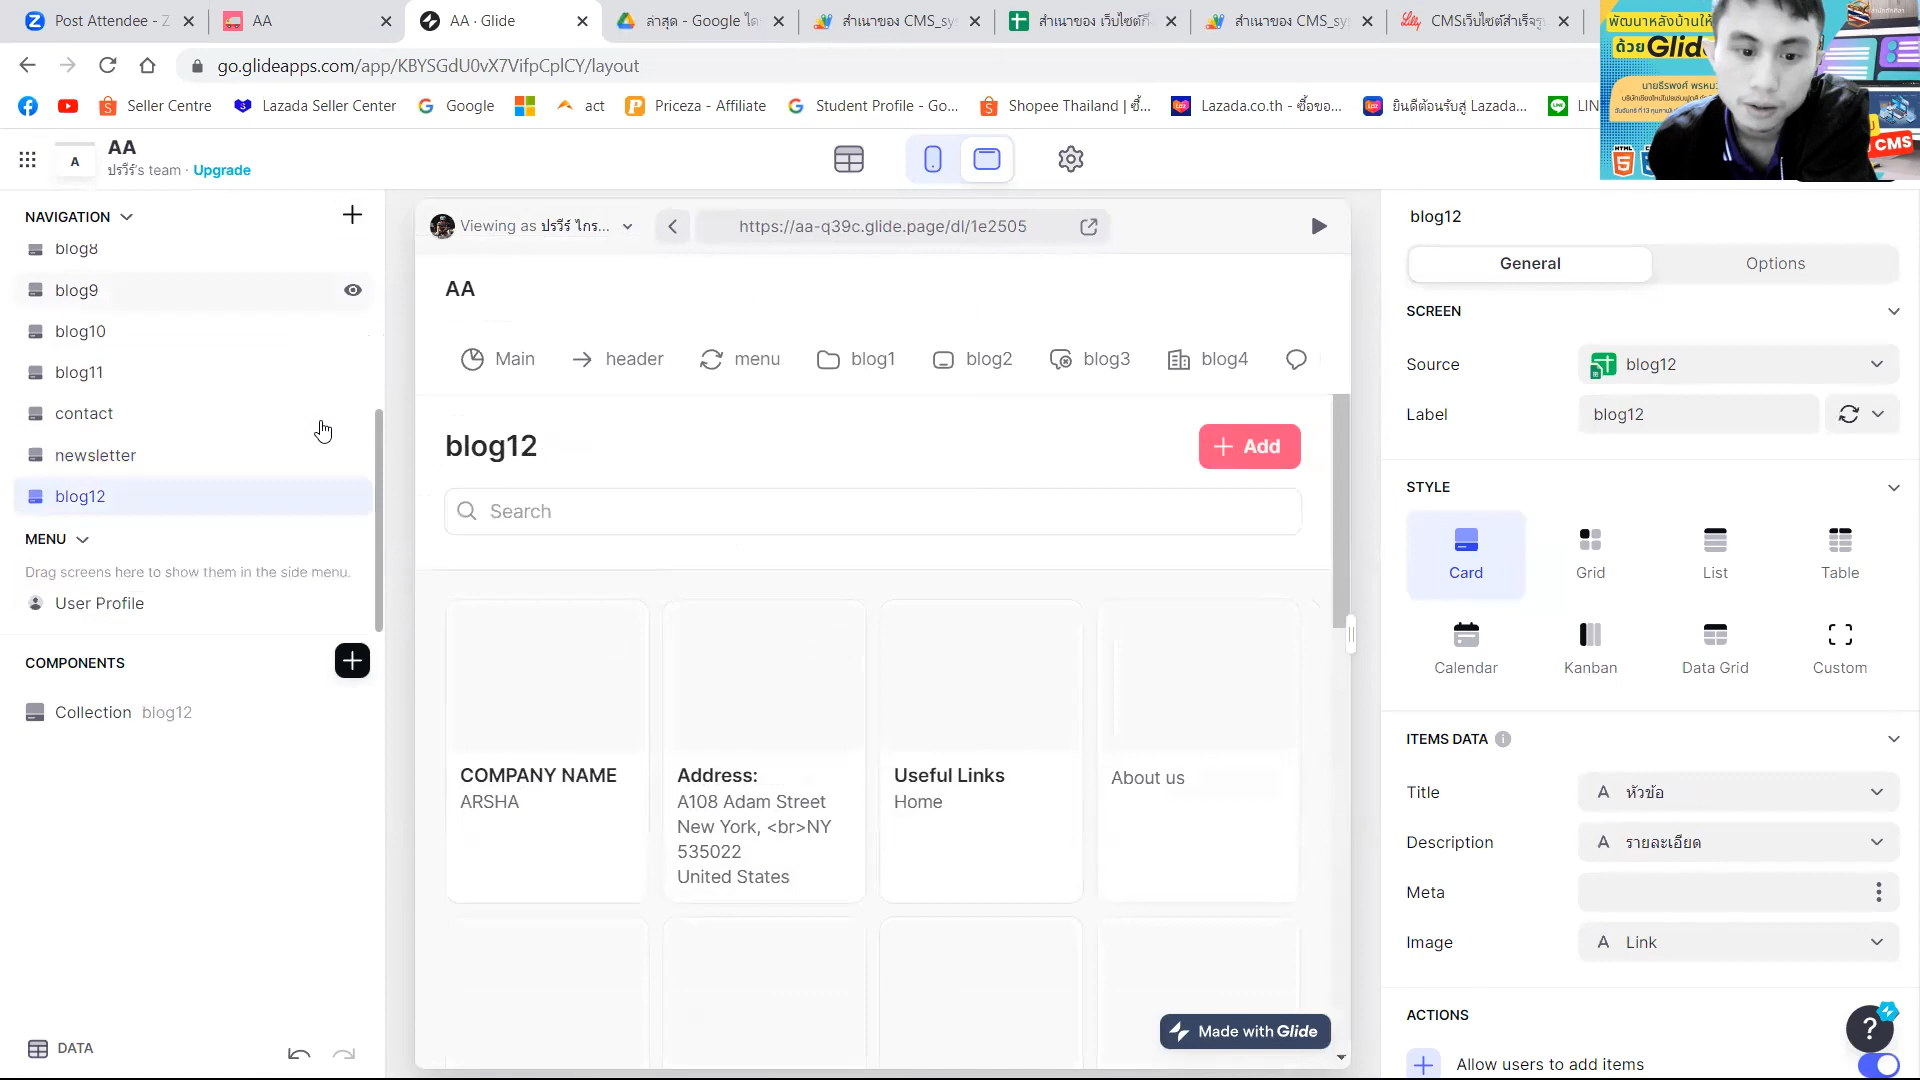 Post Attendee - Z
AA
AA · Glide
ล่าสุด - Google ได
สำเนาของ CMS_sy
สำเนาของ เว็บไซต์กึ่
สำเนาของ CMS_sy
CMSเว็บไซต์สำเร็จรู
go.glideapps.com/app/KBYSGdU0vX7VifpCplCY/layout
Seller Centre
Lazada Seller Center
Google
act
Priceza - Affiliate
Student Profile - Go...
Shopee Thailand | ซื้...
Lazada.co.th - ซื้อขอ...
ยินดีต้อนรับสู่ Lazada...
LIN
พัฒนาหลังบ้านให้
ด้วยGlid
CMS
A
AA
ปรวีร์'s team · Upgrade
NAVIGATION
blog8
blog9
blog10
blog11
contact
newsletter
blog12
MENU
Drag screens here to show them in the side menu.
User Profile
COMPONENTS
Collection blog12
DATA
Viewing as ปรวีร์ ไกร...
https://aa-q39c.glide.page/dl/1e2505
AA
Main
header
menu
blog1
blog2
blog3
blog4
blog12
Add
Search
COMPANY NAME
ARSHA
Address:
A108 Adam Street
New York, <br>NY
535022
United States
Useful Links
Home
About us
Made with Glide
blog12
General
Options
SCREEN
Source
blog12
Label
blog12
STYLE
Card
Grid
List
Table
Calendar
Kanban
Data Grid
Custom
ITEMS DATA
Title
A หัวข้อ
Description
A รายละเอียด
Meta
Image
A Link
ACTIONS
Allow users to add items
?